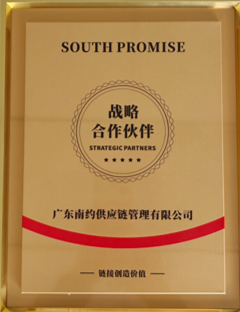 SOUTH PROMISE
战略
合作伙伴
STRATEGIC PARTNERS
★★★★★
广东南约供应链管理有限公司
— 链接创造价值 —